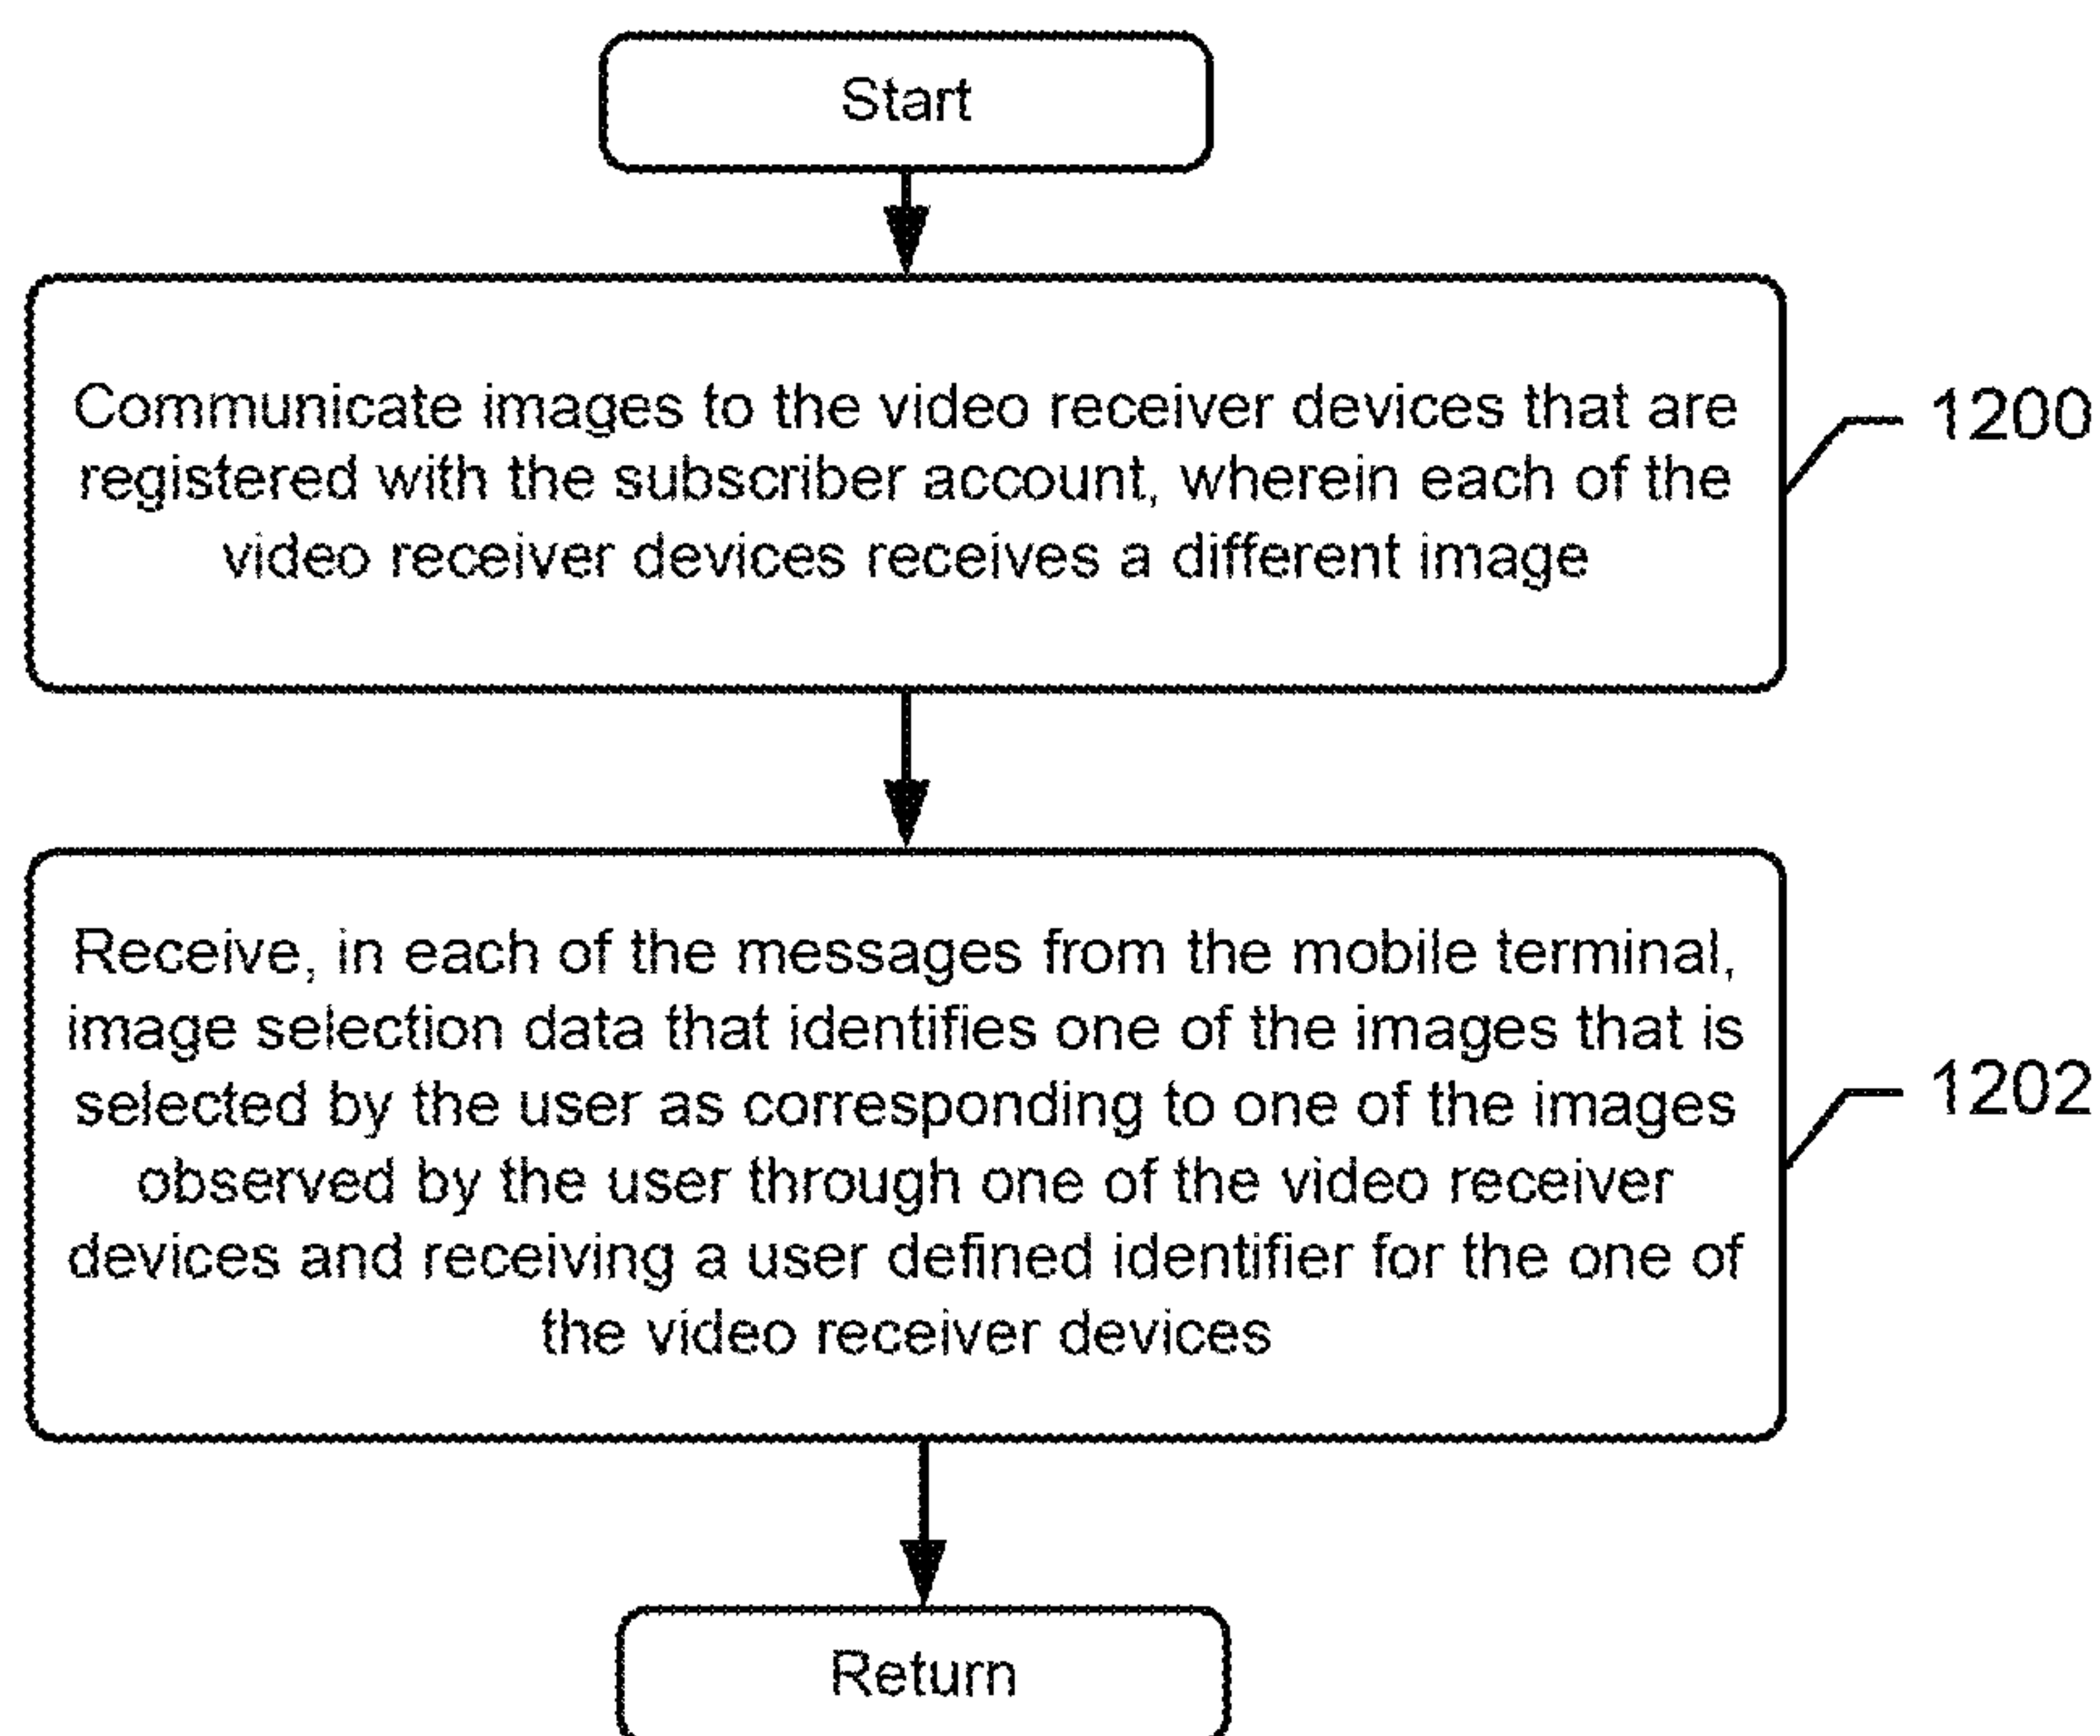 Start
Communicate images to the video receiver devices that are
registered with the subscriber account, wherein each of the
video receiver devices receives a different image
1200
Receive, in each of the messages from the mobile terminal,
image selection data that identifies one of the images that is
selected by the user as corresponding to one of the images
observed by the user through one of the video receiver
devices and receiving a user defined identifier for the one of
the video receiver devices
1202
Return